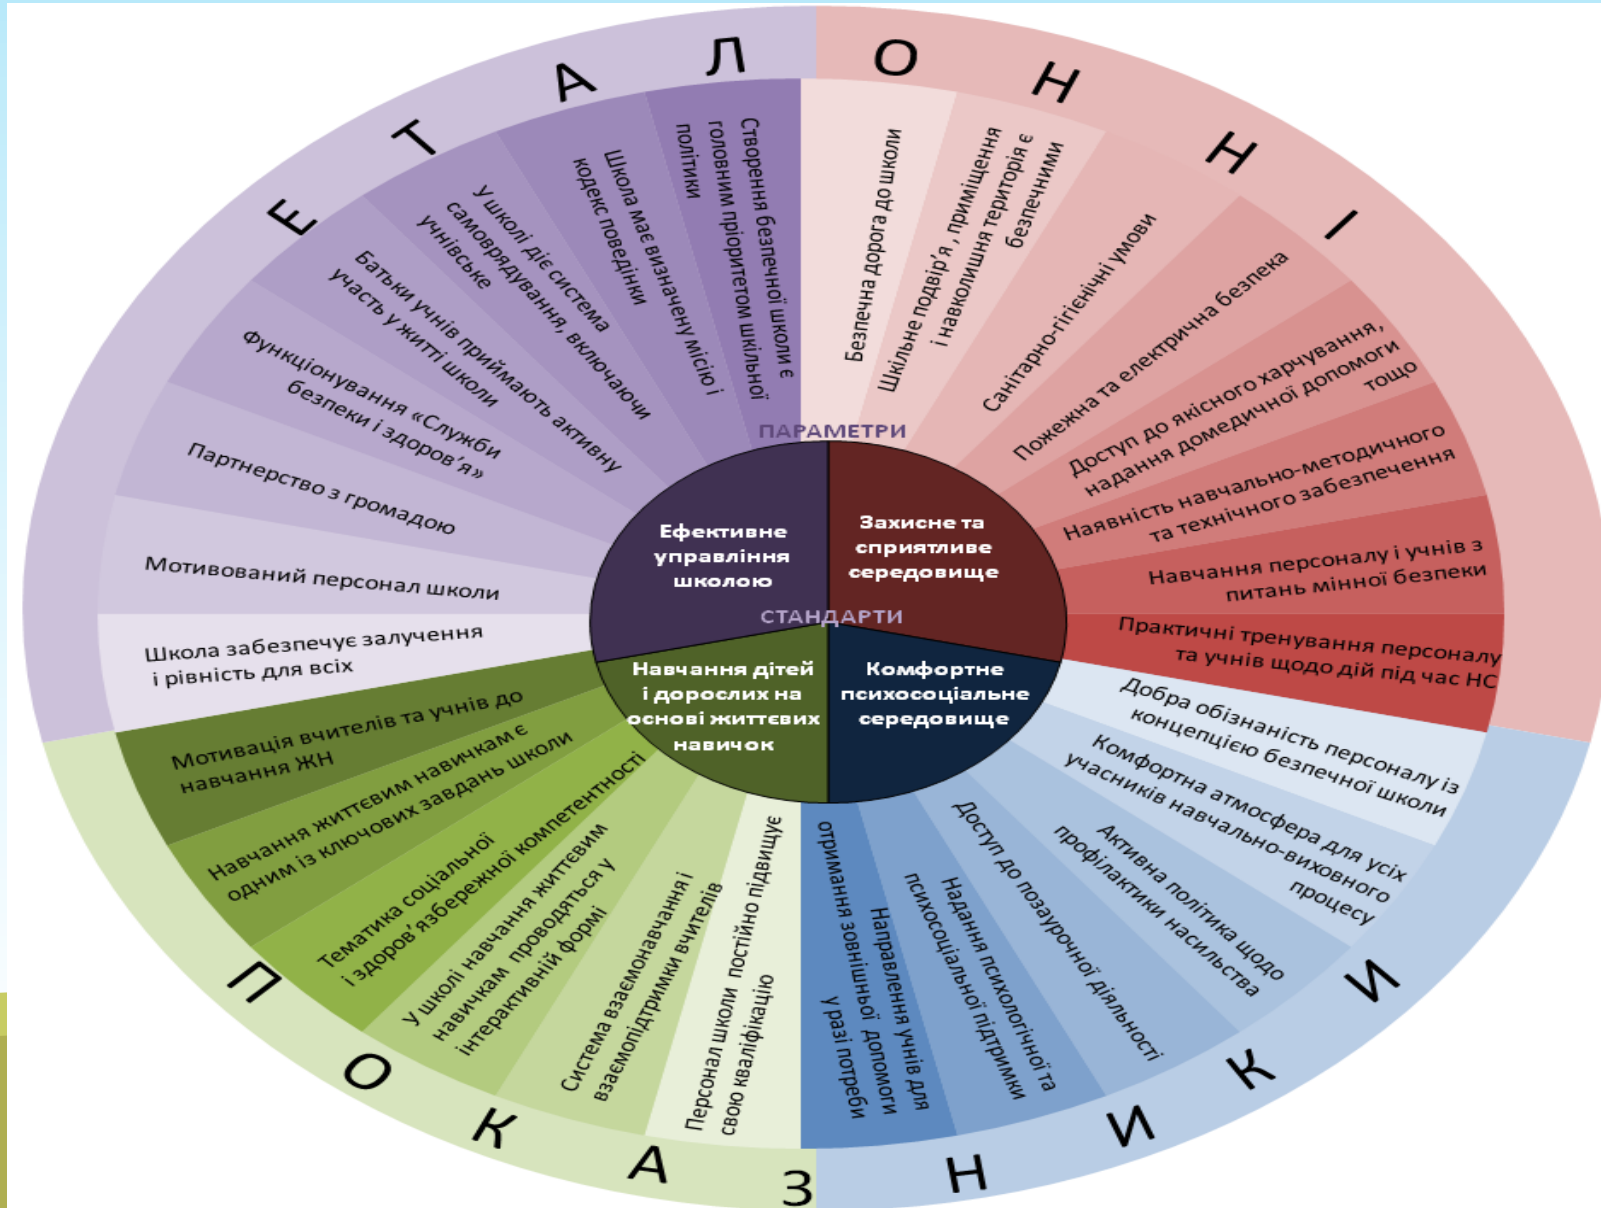 ЕТАЛОННІ
ПОКАЗНИКИ
ПАРАМЕТРИ
СТАНДАРТИ
Ефективне
управління
школою
Захисне та
сприятливе
середовище
Навчання дітей
і дорослих на
основі життєвих
навичок
Комфортне
психосоціальне
середовище
Створення безпечної школи є
головним пріоритетом шкільної
політики
Школа має визначену місію і
кодекс поведінки
У школі діє система
самоврядування, включаючи
учнівське
Батьки учнів приймають активну
участь у житті школи
Функціонування «Служби
безпеки і здоров’я»
Партнерство з громадою
Мотивований персонал школи
Школа забезпечує залучення
і рівність для всіх
Безпечна дорога до школи
Шкільне подвір’я , приміщення
і навколишня територія є
безпечними
Санітарно-гігієнічні умови
Пожежна та електрична безпека
Доступ до якісного харчування,
надання домедичної допомоги
тощо
Наявність навчально-методичного
та технічного забезпечення
Навчання персоналу і учнів з
питань мінної безпеки
Практичні тренування персоналу
та учнів щодо дій під час НС
Добра обізнаність персоналу із
концепцією безпечної школи
Комфортна атмосфера для усіх
учасників навчально-виховного
процесу
Активна політика щодо
профілактики насильства
Доступ до позаурочної діяльності
Надання психологічної та
психосоціальної підтримки
Направлення учнів для
отримання зовнішньої допомоги
у разі потреби
Персонал школи постійно підвищує
свою кваліфікацію
Система взаємонавчання і
взаємопідтримки вчителів
У школі навчання життєвим
навичкам проводяться у
інтерактивній формі
Тематика соціальної
і здоров’язбережної компетентності
Навчання життєвим навичкам є
одним із ключових завдань школи
Мотивація вчителів та учнів до
навчання ЖН